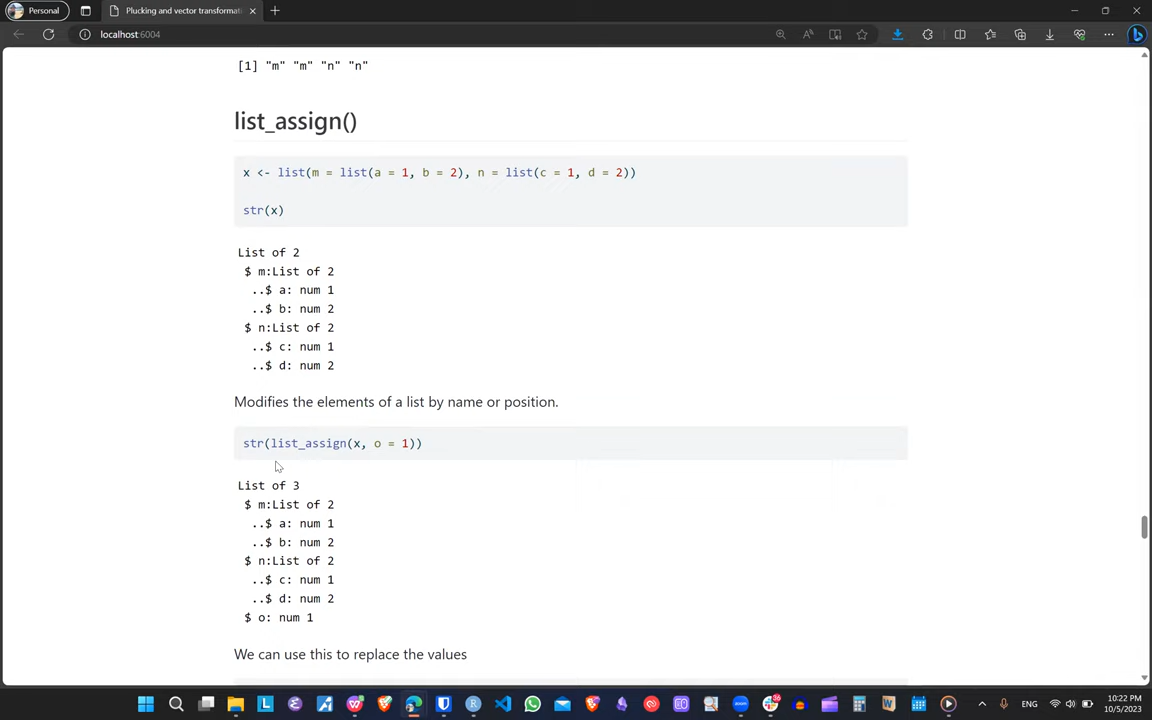 Personal
Plucking and vector transformati
localhost:6004
[1] "m" "m" "n" "n"
list_assign()
x <- list(m = list(a = 1, b = 2), n = list(c = 1, d = 2))
str(x)
List of 2
$ m:List of 2
..$ a: num 1
..$ b: num 2
$ n:List of 2
..$ c: num 1
..$ d: num 2
Modifies the elements of a list by name or position.
str(list_assign(x, o = 1))
List of 3
$ m:List of 2
..$ a: num 1
..$ b: num 2
$ n:List of 2
..$ c: num 1
..$ d: num 2
$ o: num 1
We can use this to replace the values
10:22 PM
10/5/2023